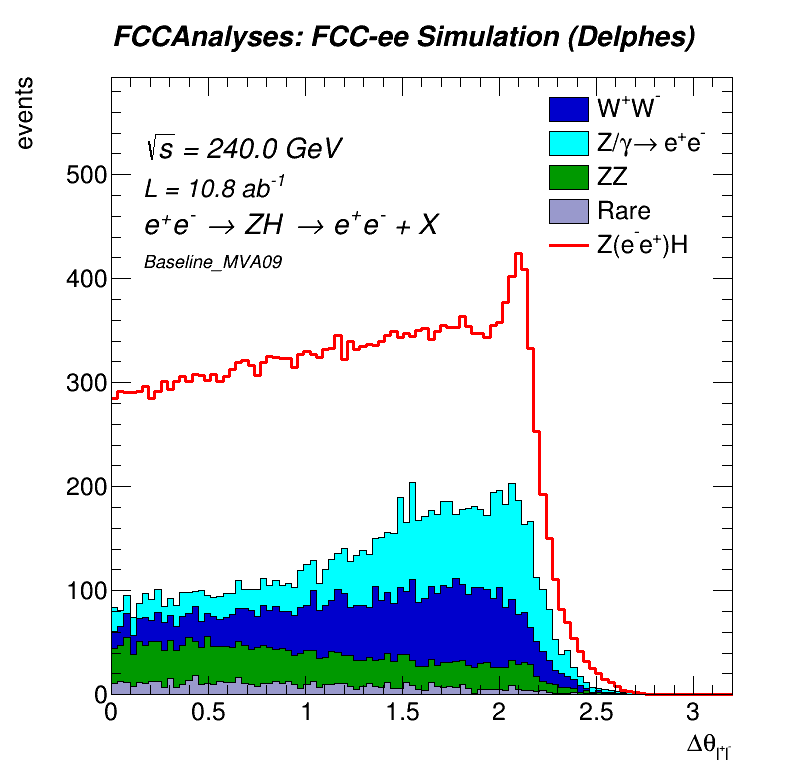 FCCAnalyses: FCC-ee Simulation (Delphes)
events
√s = 240.0 GeV
L = 10.8 ab⁻¹
e⁺e⁻ → ZH → e⁺e⁻ + X
Baseline_MVA09
W⁺W⁻
Z/γ→ e⁺e⁻
ZZ
Rare
Z(e⁻e⁺)H
500
400
300
200
100
0
0 0.5 1 1.5 2 2.5 3
Δθ_l⁺l⁻